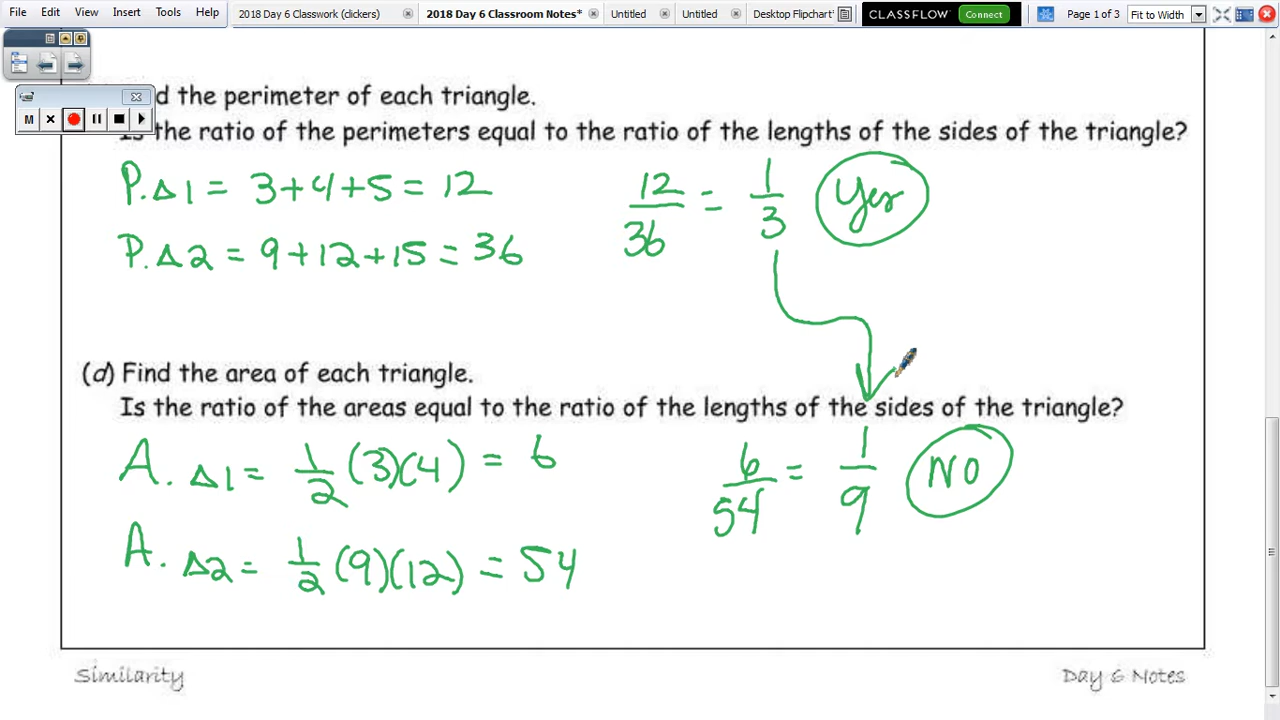 File Edit View Insert Tools Help
2018 Day 6 Classwork (clickers) 2018 Day 6 Classroom Notes* Untitled Untitled Desktop Flipchart
CLASSFLOW Connect
Page 1 of 3 Fit to Width
M
d the perimeter of each triangle.
Is the ratio of the perimeters equal to the ratio of the lengths of the sides of the triangle?
P. Δ1 = 3+4+5 = 12
12/36 = 1/3 Yes
P. Δ2 = 9+12+15 = 36
(d) Find the area of each triangle.
Is the ratio of the areas equal to the ratio of the lengths of the sides of the triangle?
A. Δ1 = 1/2 (3)(4) = 6
6/54 = 1/9 NO
A. Δ2 = 1/2 (9)(12) = 54
Similarity
Day 6 Notes